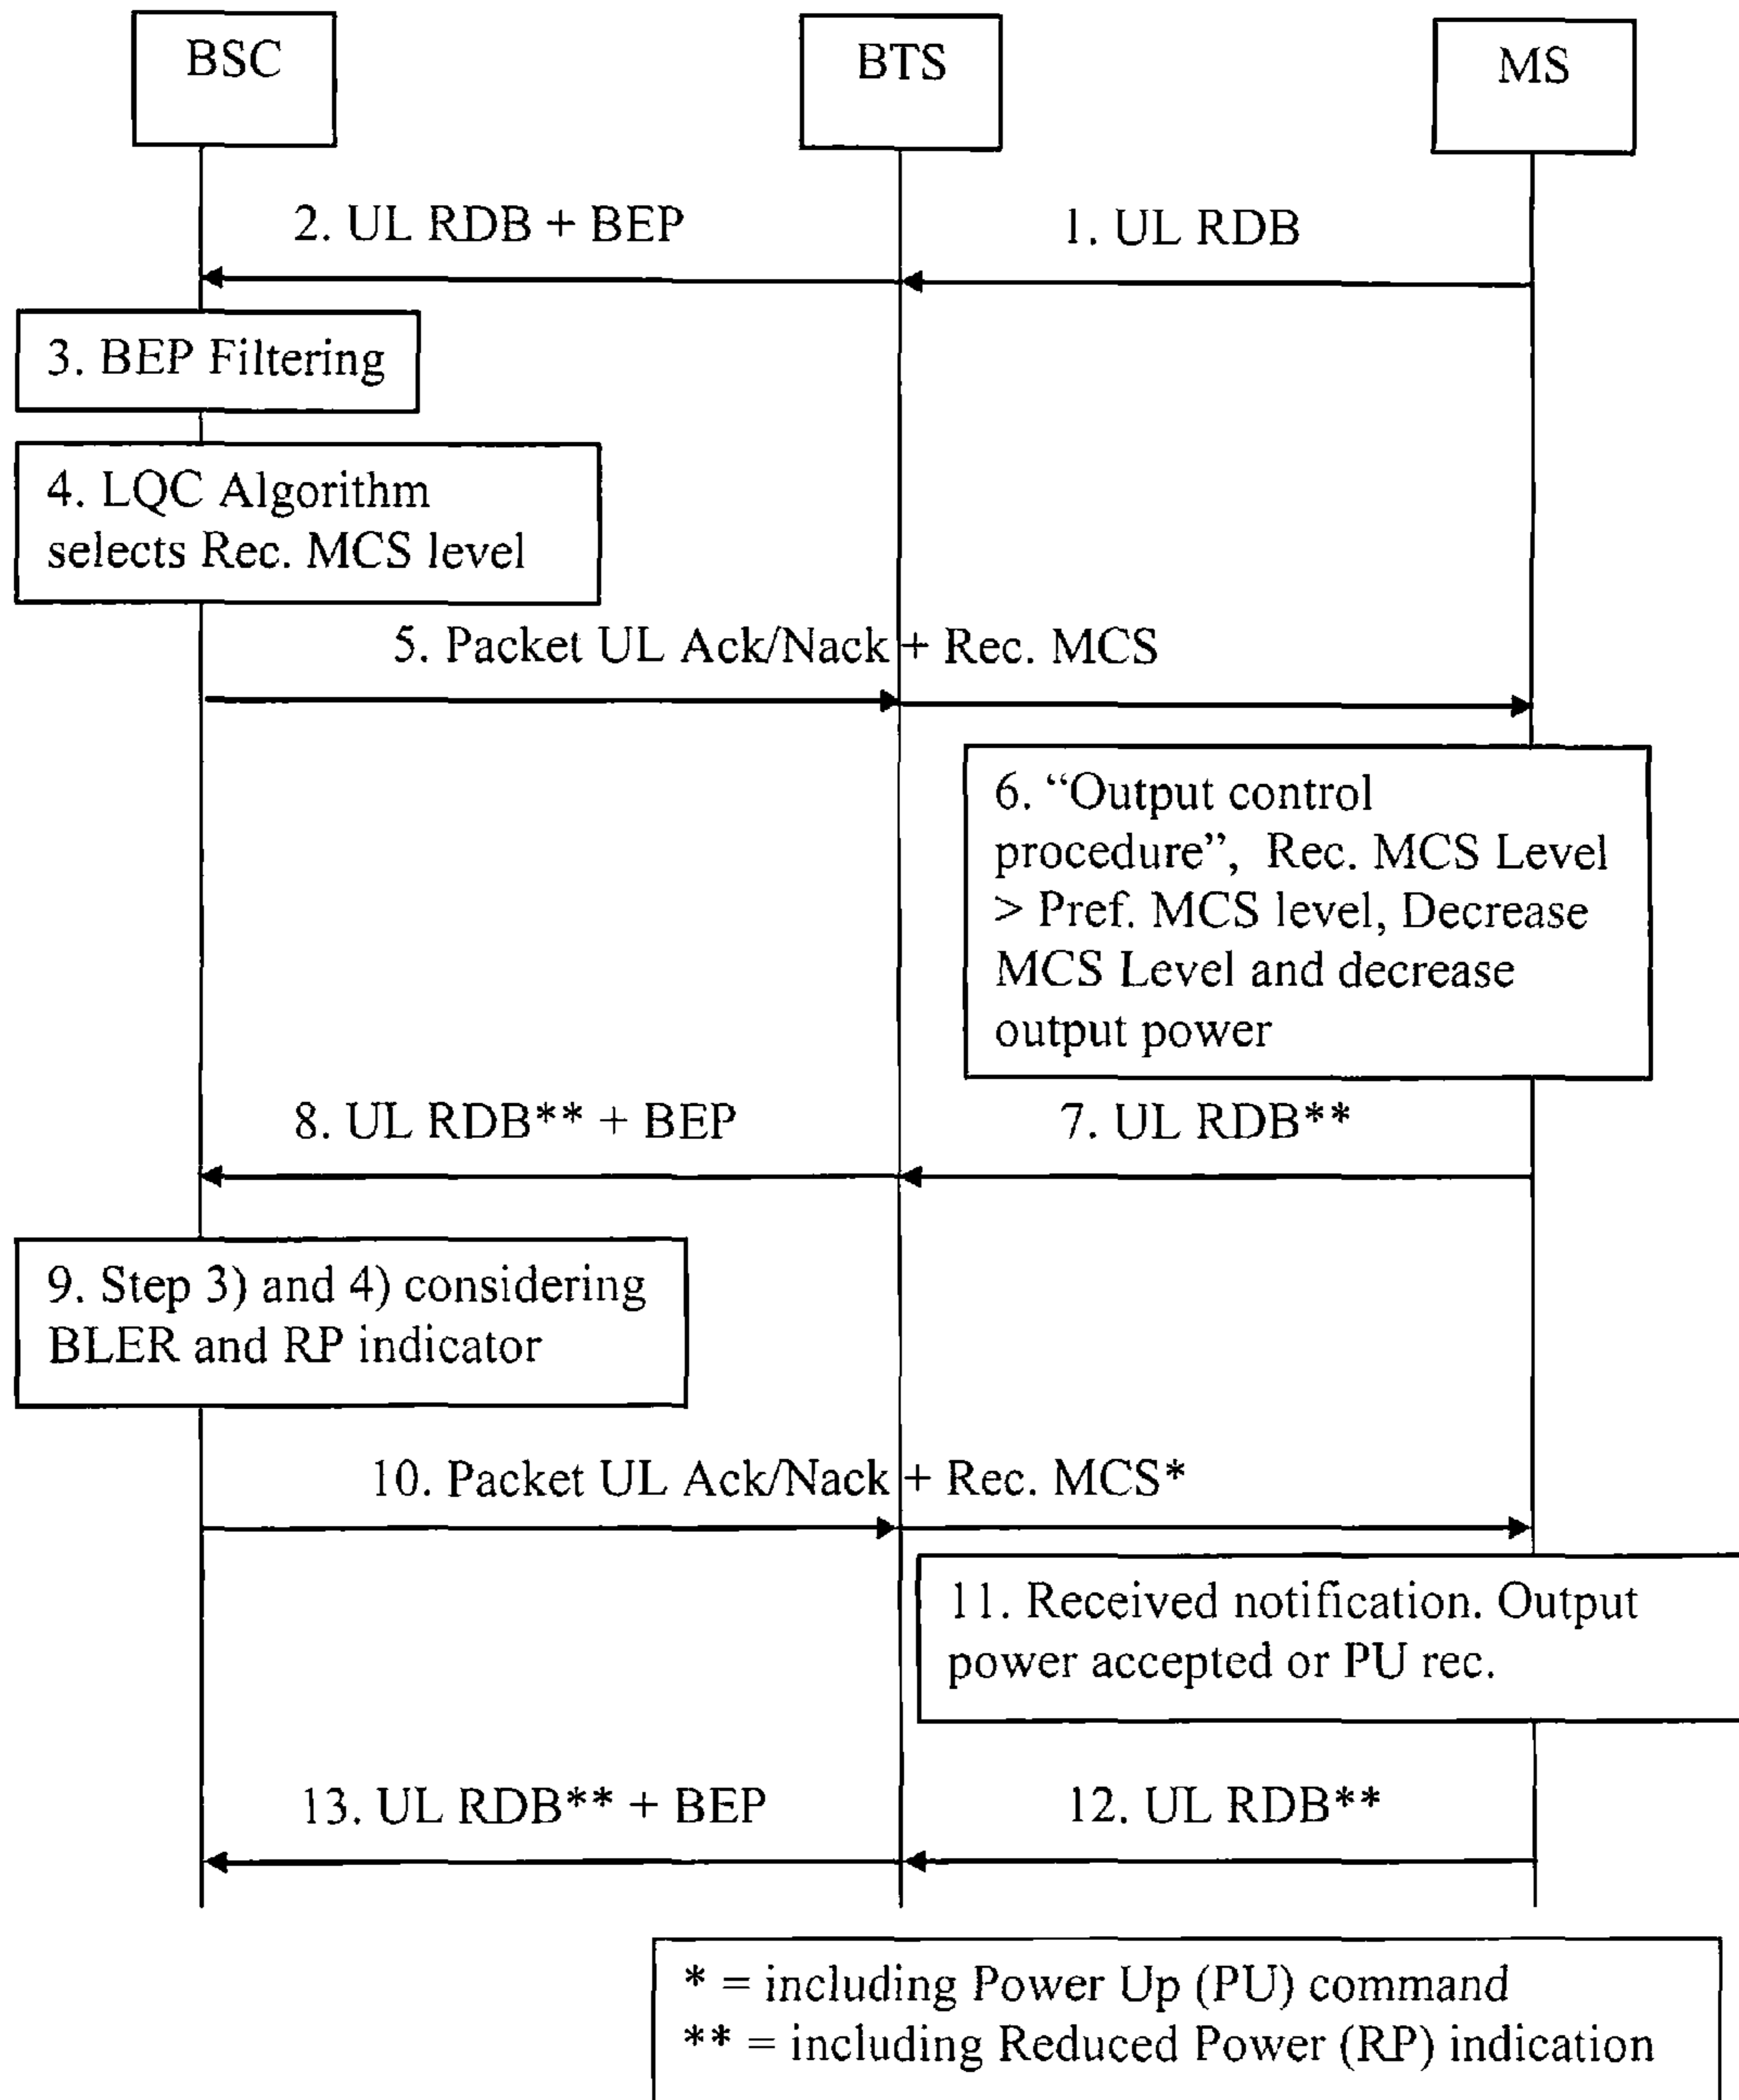 BSC
BTS
MS
2. UL RDB + BEP
1. UL RDB
3. BEP Filtering
4. LQC Algorithm
selects Rec. MCS level
5. Packet UL Ack/Nack + Rec. MCS
6. “Output control
procedure”, Rec. MCS Level
> Pref. MCS level, Decrease
MCS Level and decrease
output power
8. UL RDB** + BEP
7. UL RDB**
9. Step 3) and 4) considering
BLER and RP indicator
10. Packet UL Ack/Nack + Rec. MCS*
11. Received notification. Output
power accepted or PU rec.
13. UL RDB** + BEP
12. UL RDB**
* = including Power Up (PU) command
** = including Reduced Power (RP) indication